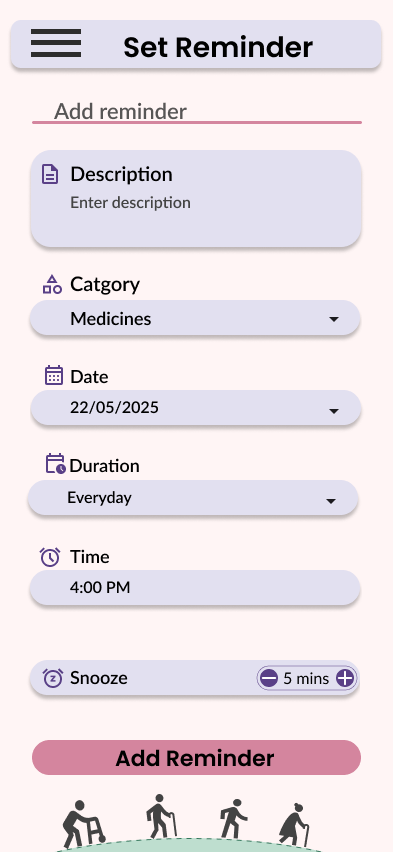 Set Reminder
Add reminder
Description
Enter description
Catgory
Medicines
Date
22/05/2025
Duration
Everyday
Time
4:00 PM
z Snooze 5 mins
Add Reminder